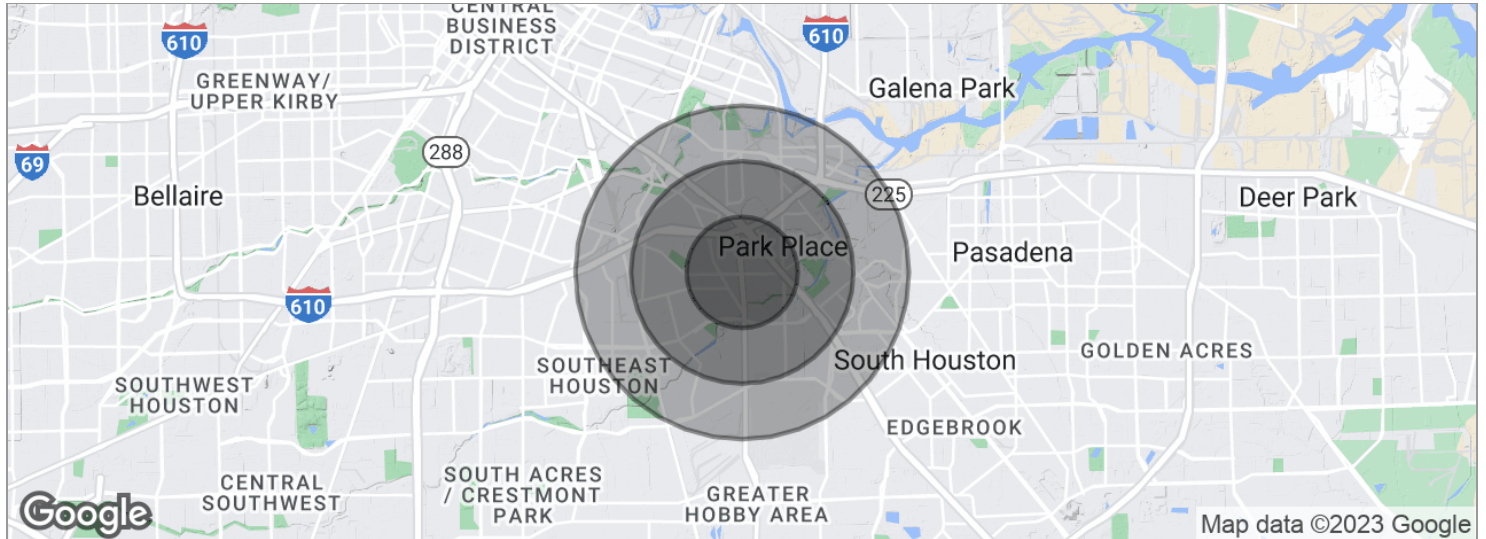 CENTRAL
BUSINESS
DISTRICT
610
610
GREENWAY/
UPPER KIRBY
Galena Park
288
69
Bellaire
225
Deer Park
Park Place
Pasadena
610
SOUTHEAST
HOUSTON
South Houston
GOLDEN ACRES
SOUTHWEST
HOUSTON
EDGEBROOK
CENTRAL
SOUTHWEST
SOUTH ACRES
/ CRESTMONT
PARK
GREATER
HOBBY AREA
Google
Map data ©2023 Google